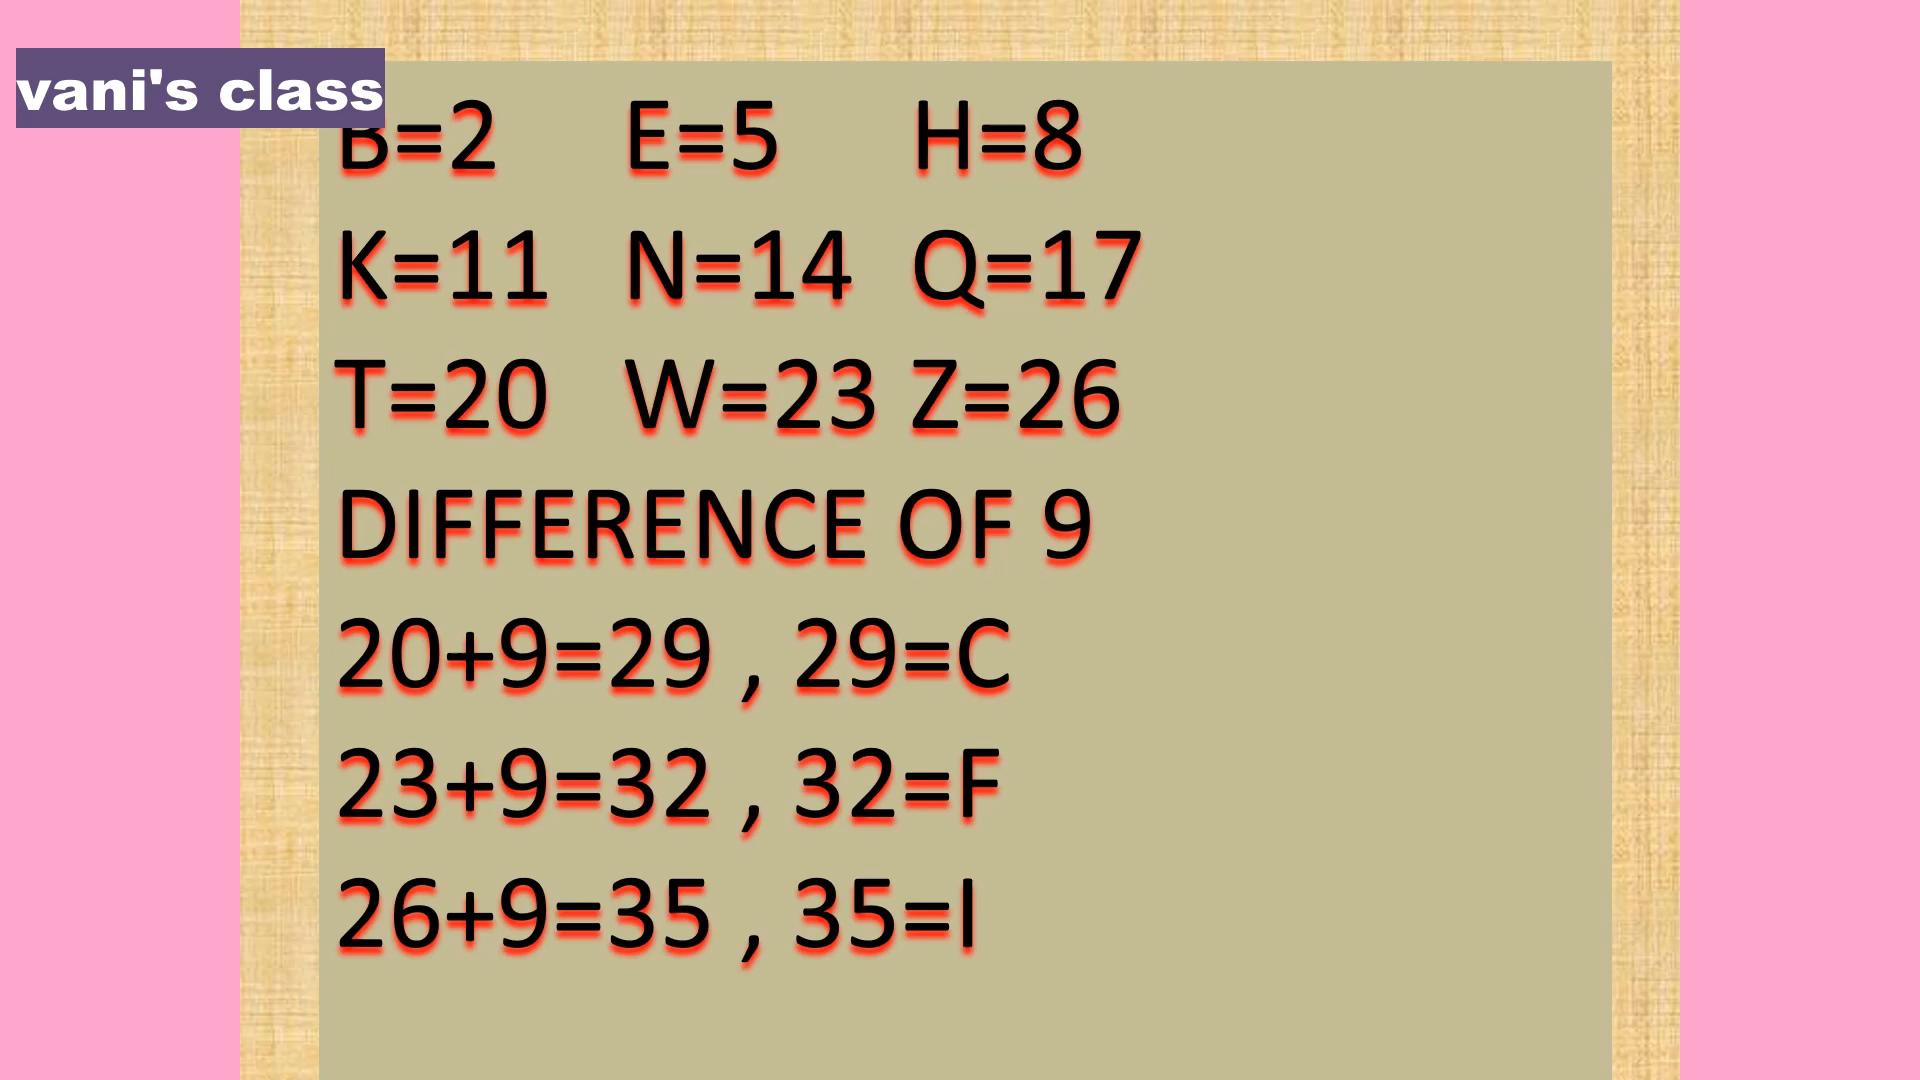 vani's class
B=2 E=5 H=8
K=11 N=14 Q=17
T=20 W=23 Z=26
DIFFERENCE OF 9
20+9=29 , 29=C
23+9=32 , 32=F
26+9=35 , 35=I